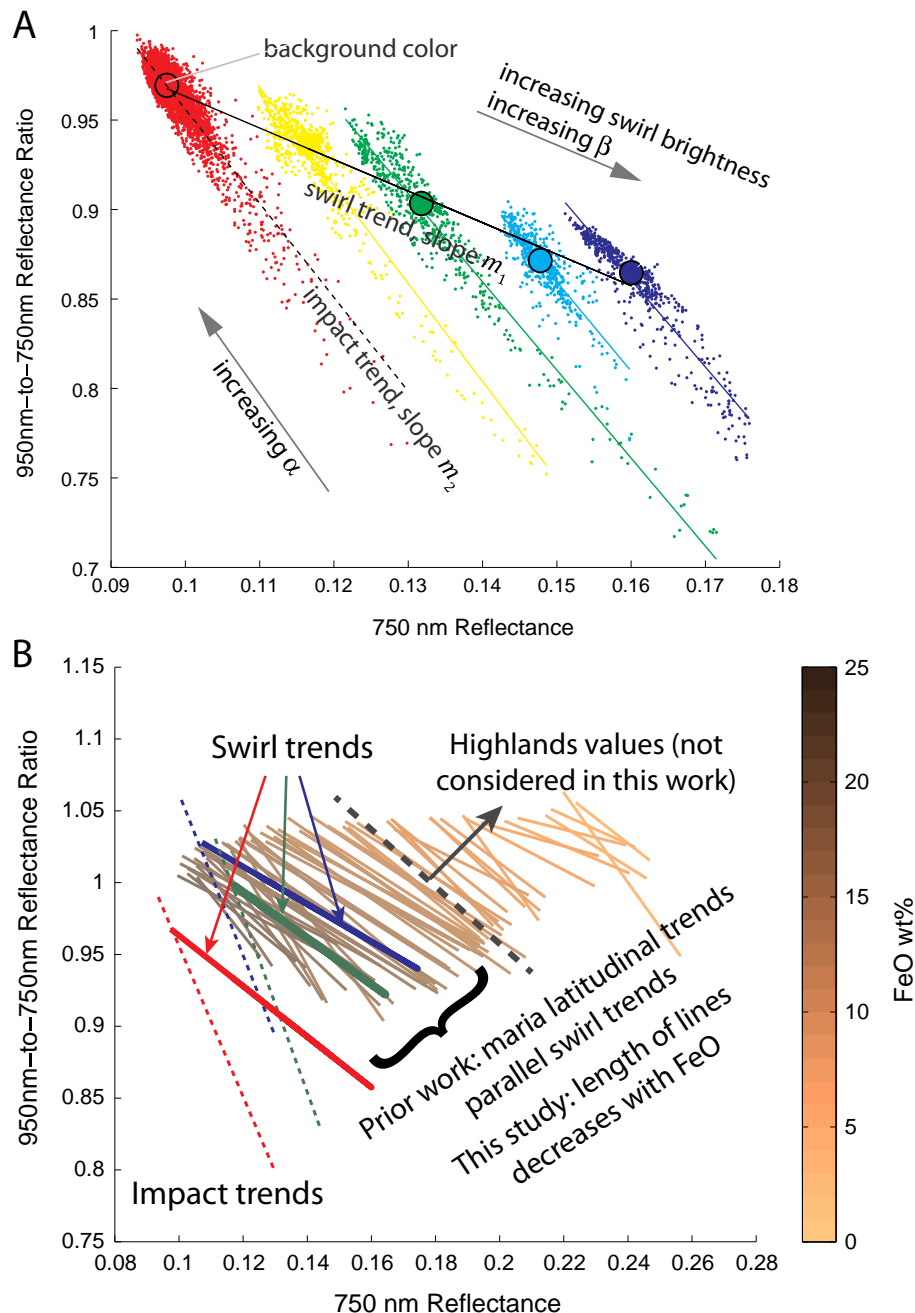 A
1
0.95
0.9
0.85
0.8
0.75
0.7
0.09
0.1
0.11
0.12
0.13
0.14
0.15
0.16
0.17
0.18
950nm−to−750nm Reflectance Ratio
750 nm Reflectance
background color
increasing swirl brightness
increasing β
swirl trend, slope m1
impact trend, slope m2
increasing α
B
1.15
1.1
1.05
1
0.95
0.9
0.85
0.8
0.75
0.08
0.1
0.12
0.14
0.16
0.18
0.2
0.22
0.24
0.26
0.28
950nm−to−750nm Reflectance Ratio
750 nm Reflectance
Swirl trends
Highlands values (not
considered in this work)
Prior work: maria latitudinal trends
parallel swirl trends
This study: length of lines
decreases with FeO
Impact trends
25
20
15
10
5
0
FeO wt%